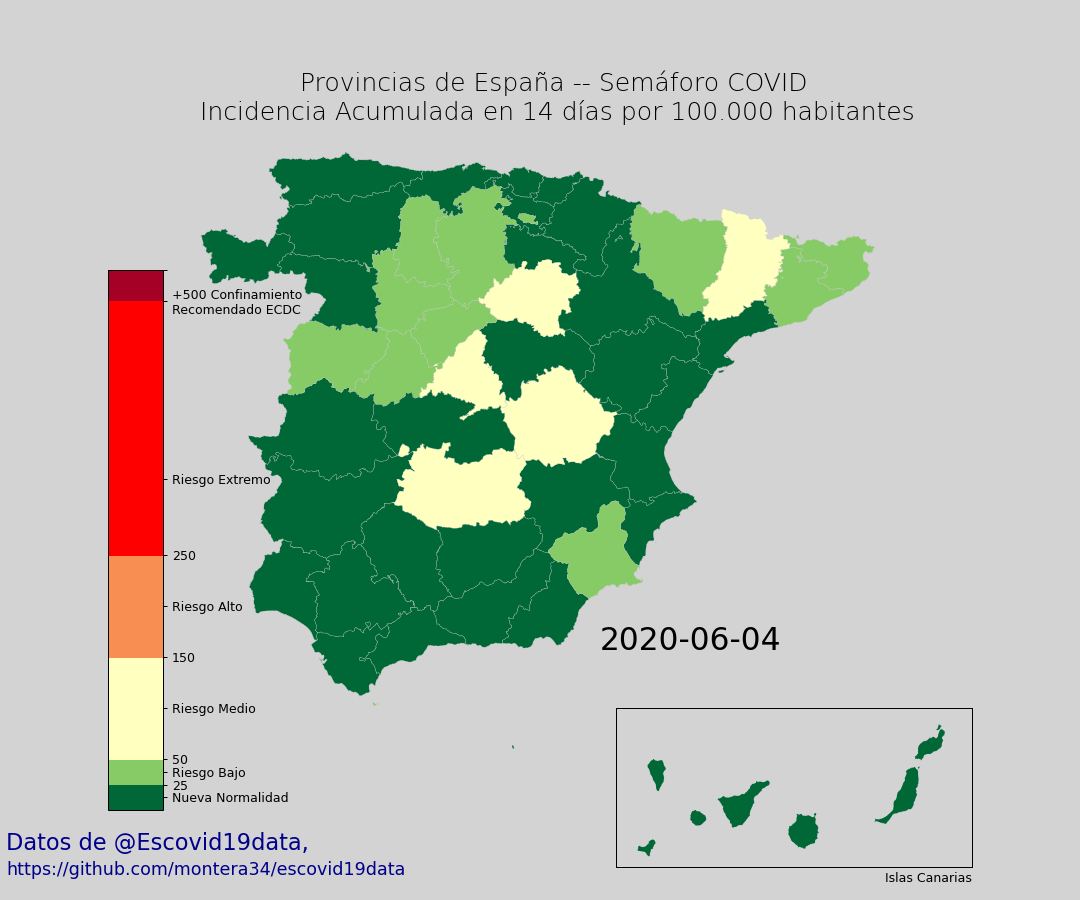 Provincias de España -- Semáforo COVID
Incidencia Acumulada en 14 días por 100.000 habitantes
+500 Confinamiento
Recomendado ECDC
Riesgo Extremo
250
Riesgo Alto
150
Riesgo Medio
50
Riesgo Bajo
25
Nueva Normalidad
2020-06-04
Datos de @Escovid19data,
https://github.com/montera34/escovid19data
Islas Canarias